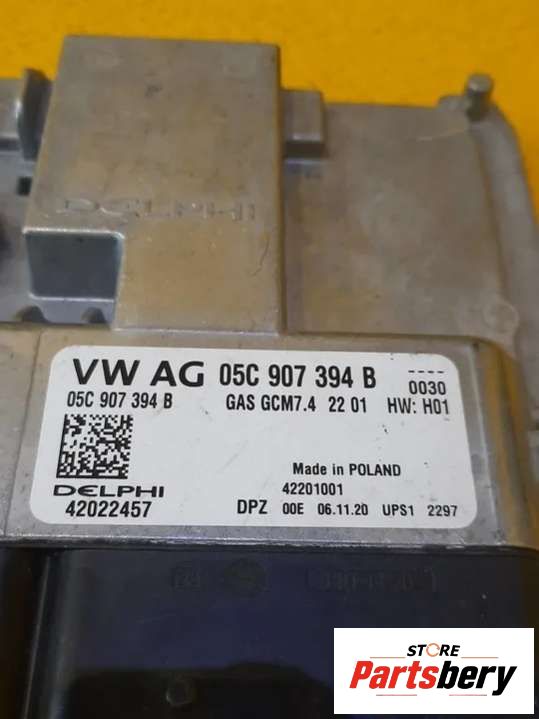 DELPHI
VW AG 05C 907 394 B ----
0030
05C 907 394 B GAS GCM7.4 22 01 HW: H01
Made in POLAND
42201001
DELPHI
42022457 DPZ 00E 06.11.20 UPS1 2297
STORE
Partsbery